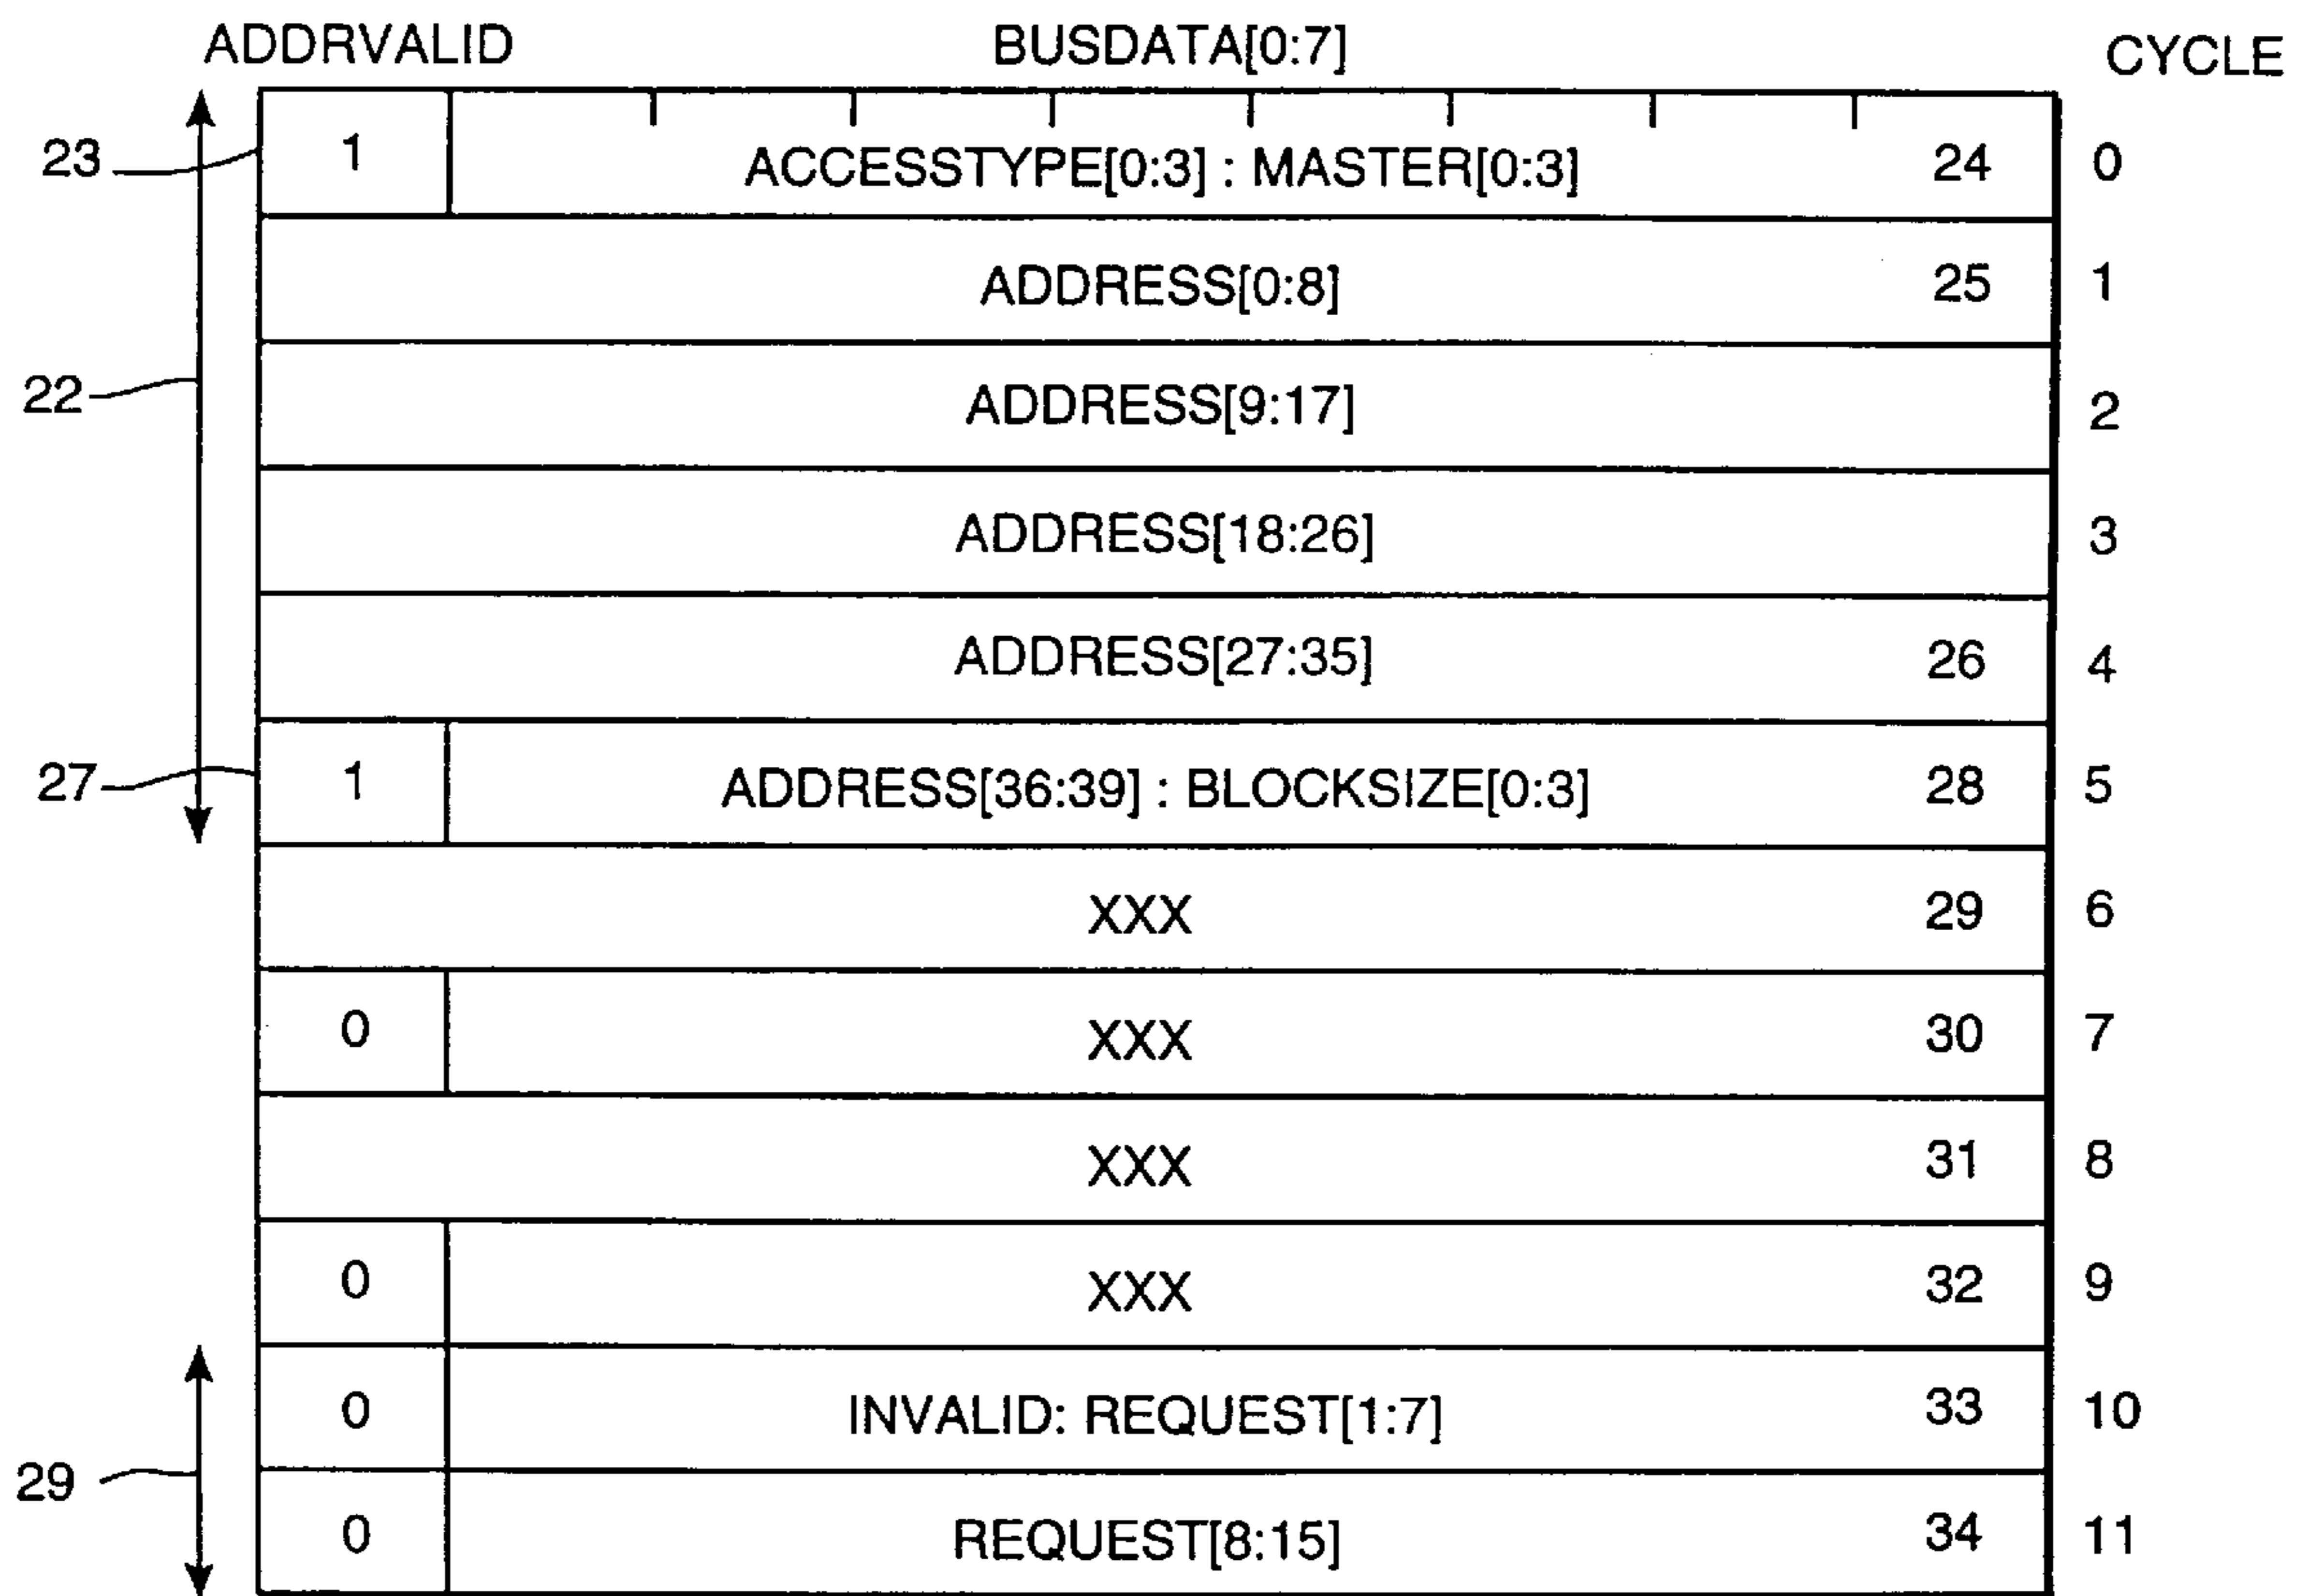 ADDRVALID BUSDATA[0:7] CYCLE
23 1 ACCESSTYPE[0:3] : MASTER[0:3] 24 0
ADDRESS[0:8] 25 1
22 ADDRESS[9:17] 2
ADDRESS[18:26] 3
ADDRESS[27:35] 26 4
27 1 ADDRESS[36:39] : BLOCKSIZE[0:3] 28 5
XXX 29 6
0 XXX 30 7
XXX 31 8
0 XXX 32 9
0 INVALID: REQUEST[1:7] 33 10
29 0 REQUEST[8:15] 34 11